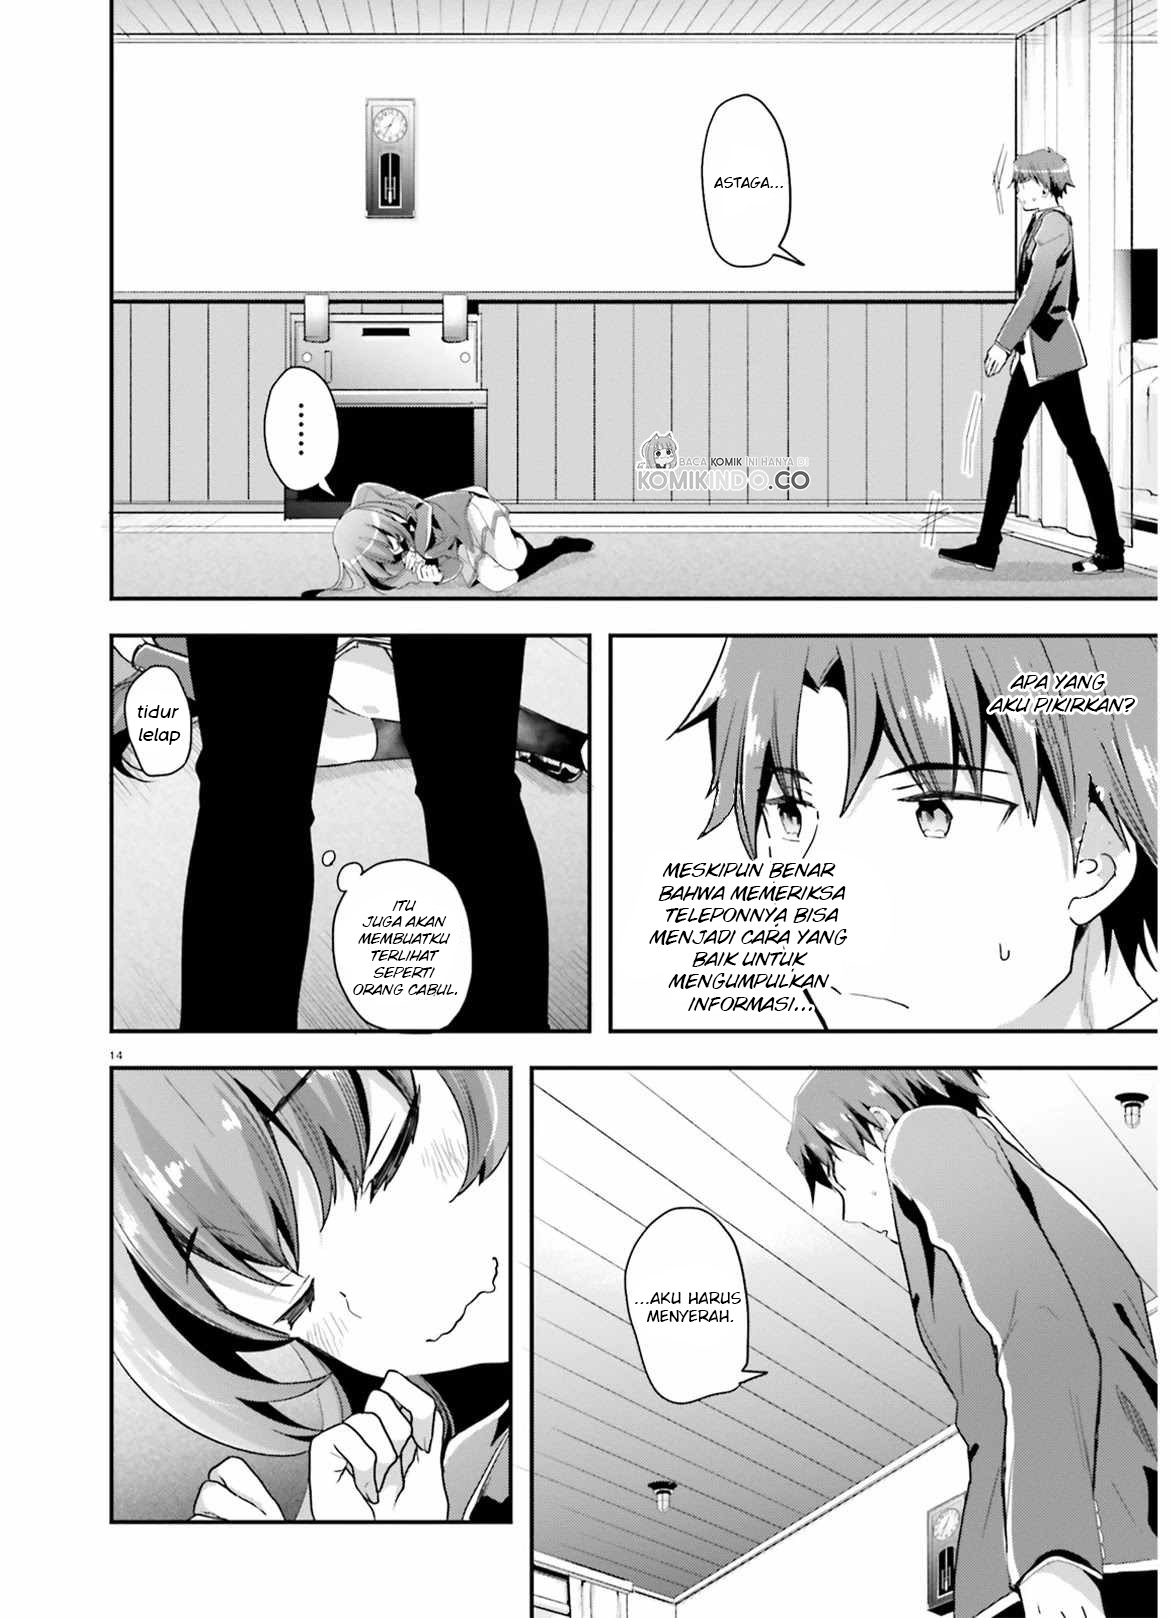 ASTAGA...
........
BACA KOMIK INI HANYA DI
KOMIKINDO.CO
APA YANG
AKU PIKIRKAN?
MESKIPUN BENAR
BAHWA MEMERIKSA
TELEPONNYA BISA
MENJADI CARA YANG
BAIK UNTUK
MENGUMPULKAN
INFORMASI...
tidur
lelap
ITU
JUGA AKAN
MEMBUATKU
TERLIHAT
SEPERTI
ORANG CABUL.
14
...AKU HARUS
MENYERAH.